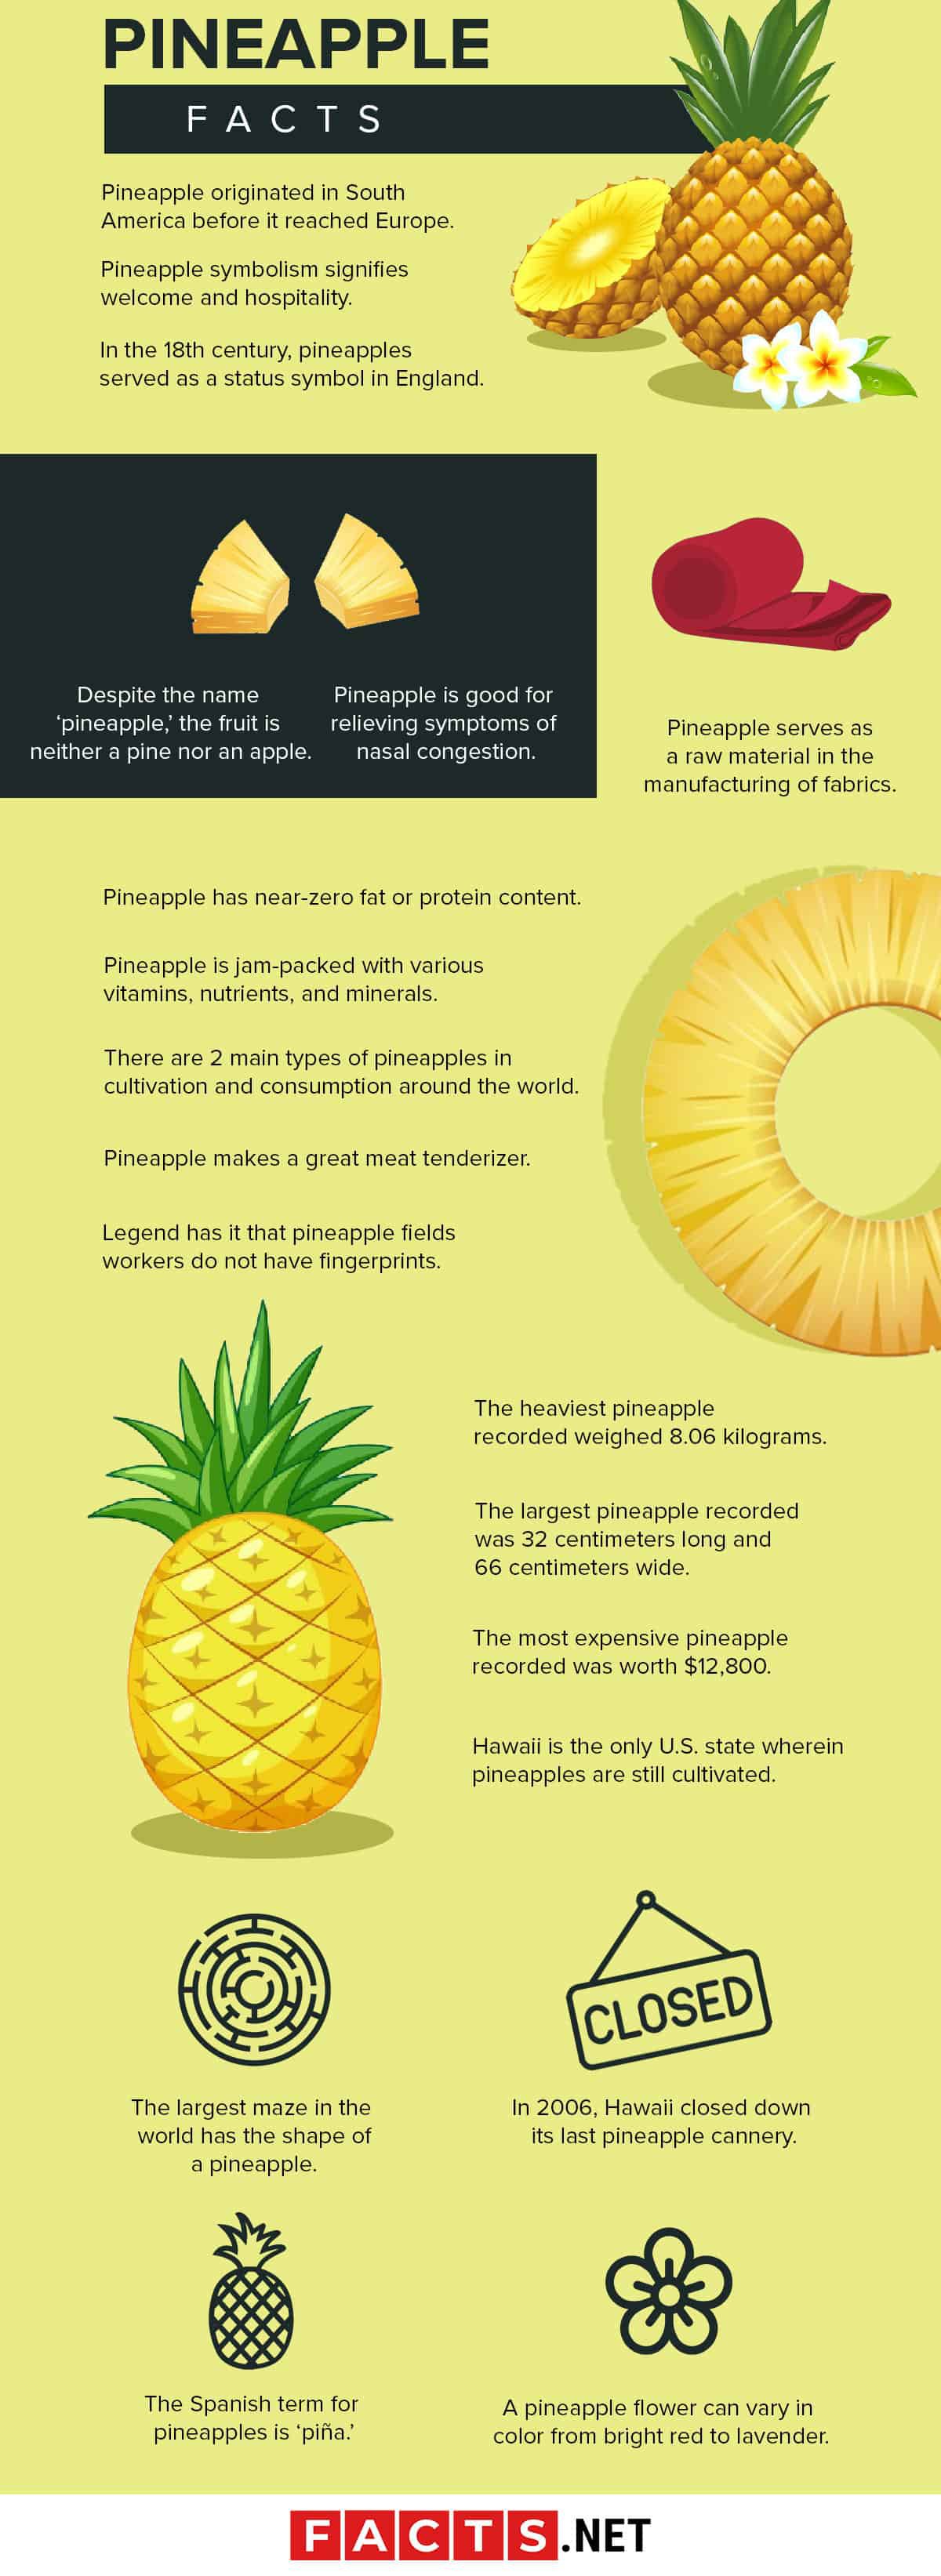 PINEAPPLE
FACTS
Pineapple originated in South
America before it reached Europe.
Pineapple symbolism signifies
welcome and hospitality.
In the 18th century, pineapples
served as a status symbol in England.
Despite the name
‘pineapple,’ the fruit is
neither a pine nor an apple.
Pineapple is good for
relieving symptoms of
nasal congestion.
Pineapple serves as
a raw material in the
manufacturing of fabrics.
Pineapple has near-zero fat or protein content.
Pineapple is jam-packed with various
vitamins, nutrients, and minerals.
There are 2 main types of pineapples in
cultivation and consumption around the world.
Pineapple makes a great meat tenderizer.
Legend has it that pineapple fields
workers do not have fingerprints.
The heaviest pineapple
recorded weighed 8.06 kilograms.
The largest pineapple recorded
was 32 centimeters long and
66 centimeters wide.
The most expensive pineapple
recorded was worth $12,800.
Hawaii is the only U.S. state wherein
pineapples are still cultivated.
The largest maze in the
world has the shape of
a pineapple.
CLOSED
In 2006, Hawaii closed down
its last pineapple cannery.
The Spanish term for
pineapples is ‘piña.’
A pineapple flower can vary in
color from bright red to lavender.
FACTS.NET